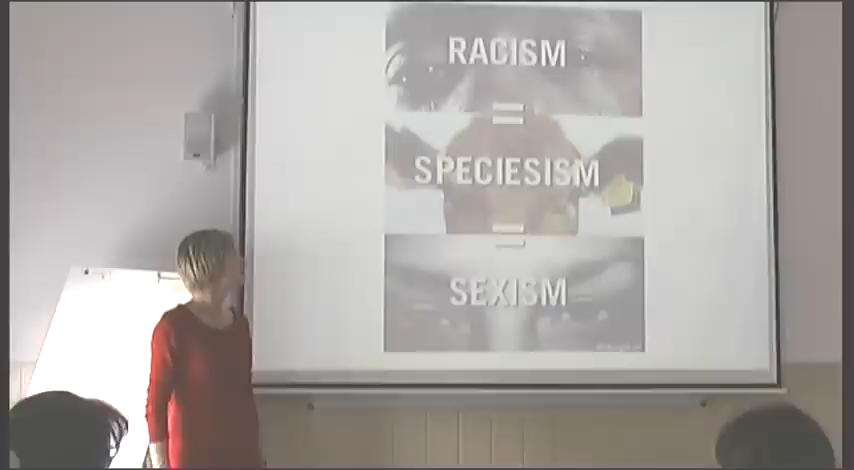 RACISM
=
SPECIESISM
=
SEXISM